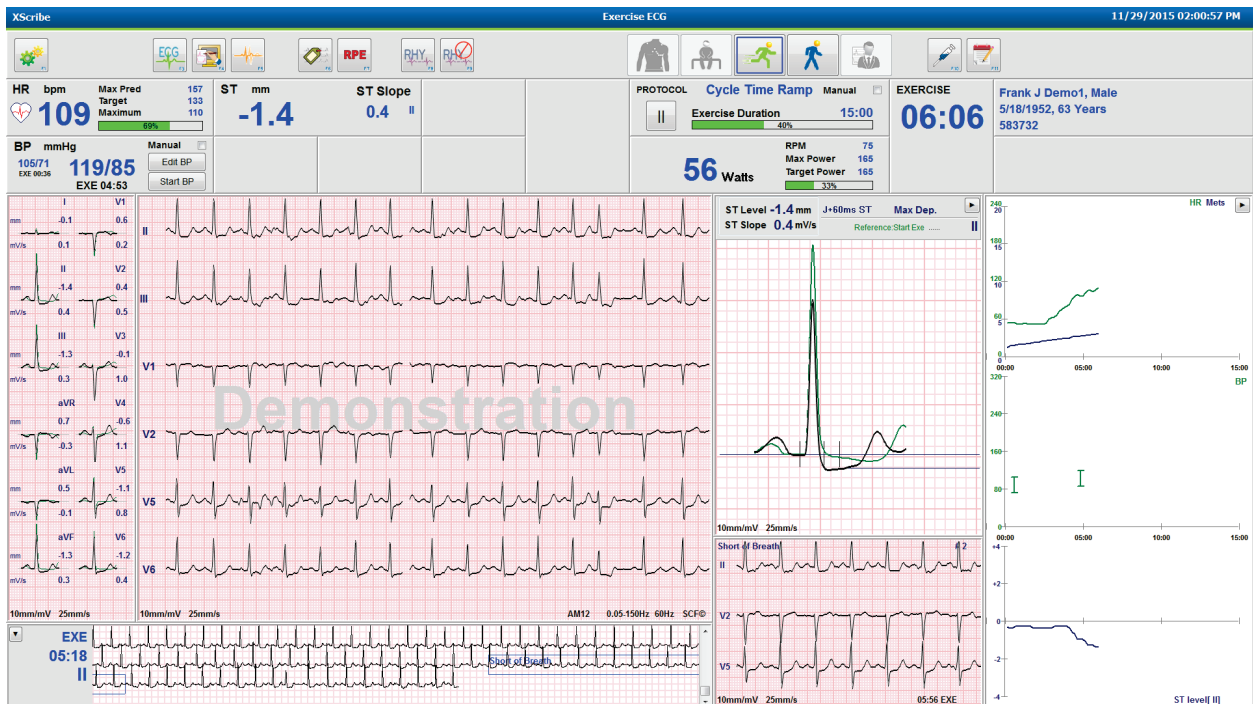 XScribe Exercise ECG 11/29/2015 02:00:57 PM
ECG RPE RHY RHY
HR bpm Max Pred 157
Target 133
109 Maximum 110
69%
ST mm ST Slope
-1.4 0.4 II
PROTOCOL Cycle Time Ramp Manual
II Exercise Duration 15:00
40%
EXERCISE
06:06
Frank J Demo1, Male
5/18/1952, 63 Years
583732
BP mmHg Manual
105/71 119/85 Edit BP
EXE 00:36
EXE 04:53 Start BP
RPM 75
56 Watts Max Power 165
Target Power 165
33%
I V1
mm -0.1 0.6
mV/s 0.1 0.2
II V2
mm -1.4 0.4
mV/s 0.4 0.5
III V3
mm -1.3 -0.1
mV/s 0.3 1.0
aVR V4
mm 0.7 -0.6
mV/s -0.3 1.1
aVL V5
mm 0.5 -1.1
mV/s -0.1 0.8
aVF V6
mm -1.3 -1.2
mV/s 0.3 0.4
10mm/mV 25mm/s
II
III
V1
Demonstration
V2
V5
V6
10mm/mV 25mm/s AM12 0.05-150Hz 60Hz SCF©
ST Level -1.4 mm J+60ms ST Max Dep.
ST Slope 0.4 mV/s Reference:Start Exe ..... II
10mm/mV 25mm/s
Short of Breath # 2
II
V2
V5
10mm/mV 25mm/s 05:56 EXE
EXE
05:18
II
Short of Breath
HR Mets
240
20
180
15
120
10
60
5
0
0
00:00 05:00 10:00 15:00
320 BP
240
160
80
0
00:00 05:00 10:00 15:00
+4
+2
0
-2
-4 ST level[ II]